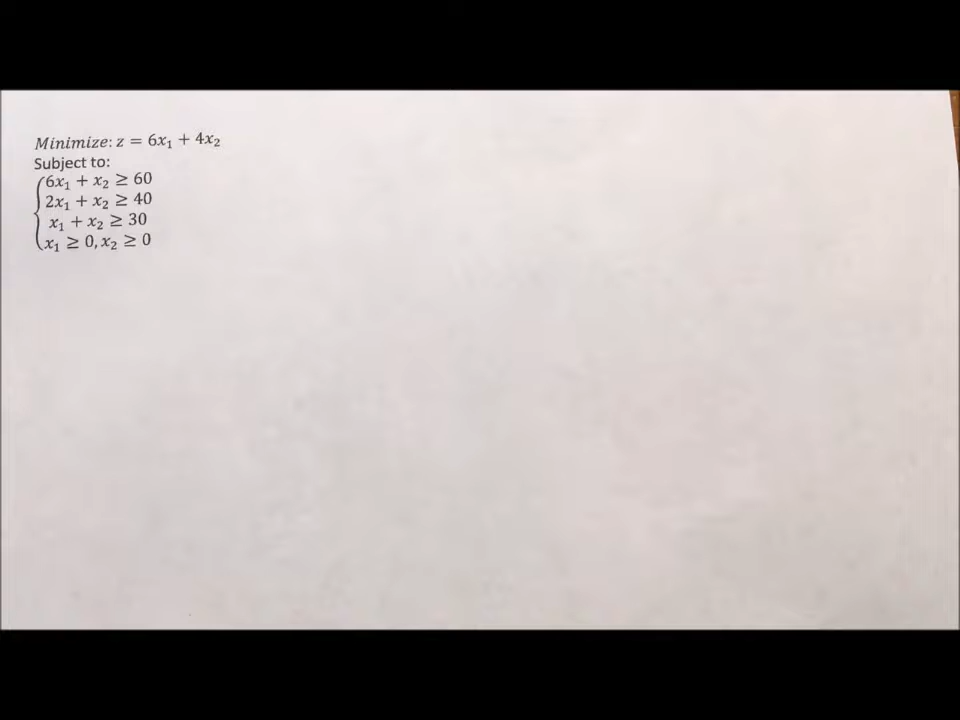 Minimize: z = 6x₁ + 4x₂
Subject to:
6x₁ + x₂ ≥ 60
2x₁ + x₂ ≥ 40
x₁ + x₂ ≥ 30
x₁ ≥ 0, x₂ ≥ 0